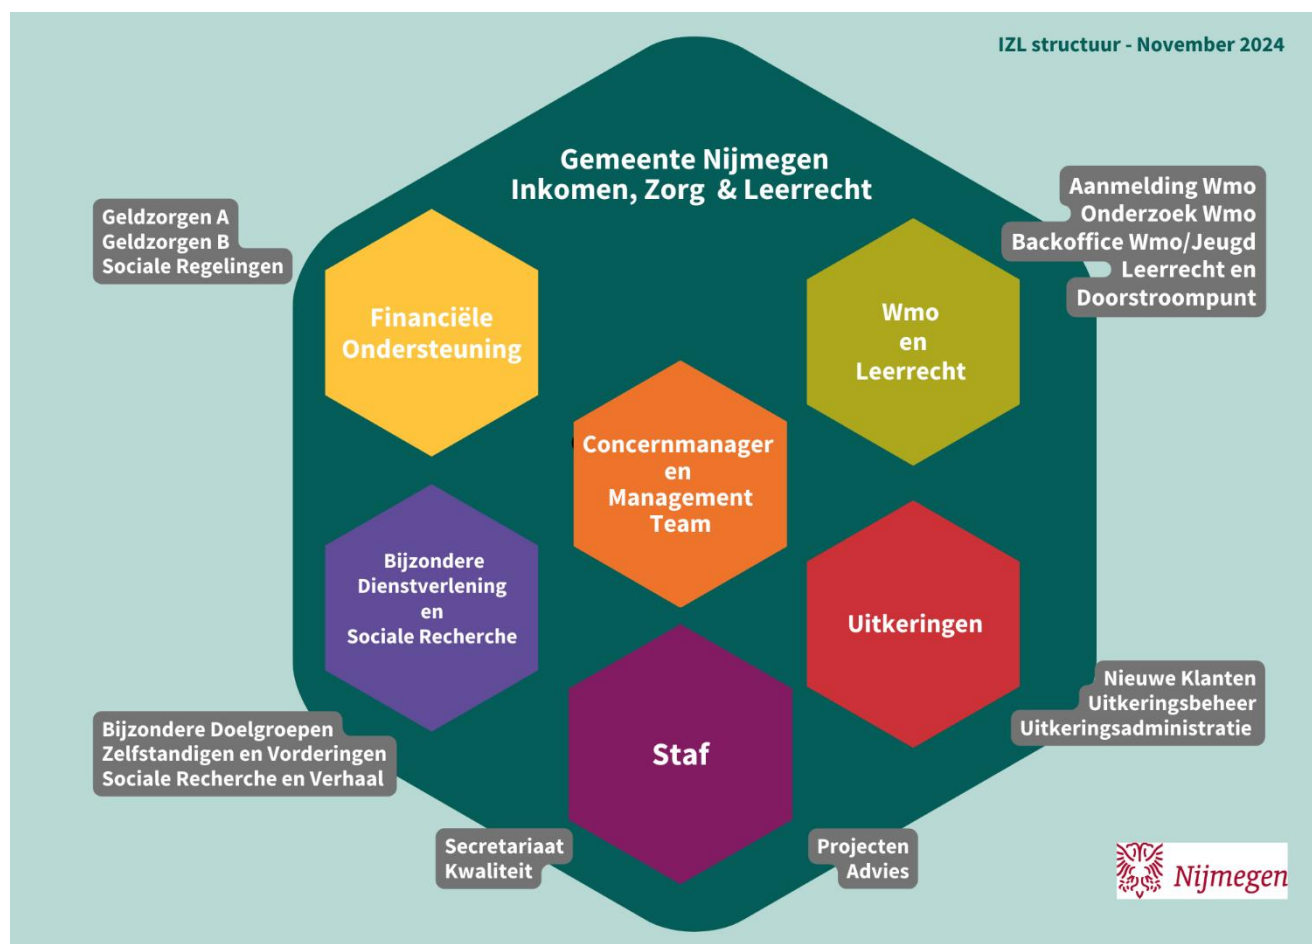 IZL structuur - November 2024
Gemeente Nijmegen
Inkomen, Zorg & Leerrecht
Geldzorgen A
Geldzorgen B
Sociale Regelingen
Aanmelding Wmo
Onderzoek Wmo
Backoffice Wmo/Jeugd
Leerrecht en
Doorstroompunt
Financiële
Ondersteuning
Wmo
en
Leerrecht
Concernmanager
en
Management
Team
Bijzondere
Dienstverlening
en
Sociale Recherche
Uitkeringen
Nieuwe Klanten
Uitkeringsbeheer
Uitkeringsadministratie
Bijzondere Doelgroepen
Zelfstandigen en Vorderingen
Sociale Recherche en Verhaal
Staf
Secretariaat
Kwaliteit
Projecten
Advies
Nijmegen